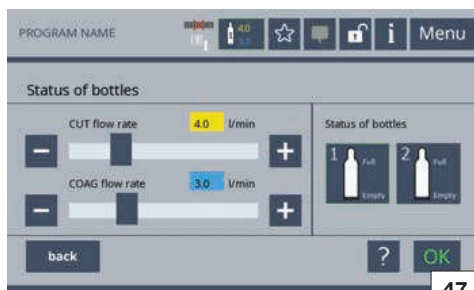 PROGRAM NAME
1 4.0 3.0 i Menu
Status of bottles
CUT flow rate 4.0 l/min
Status of bottles
− +
1 Full Empty
2 Full Empty
COAG flow rate 3.0 l/min
− +
back ? OK
47